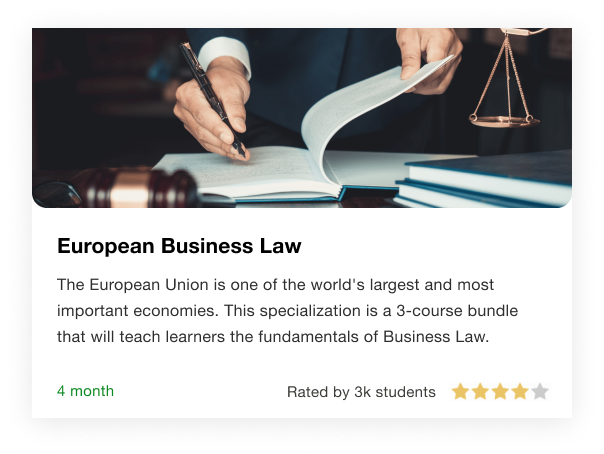 European Business Law
The European Union is one of the world's largest and most
important economies. This specialization is a 3-course bundle
that will teach learners the fundamentals of Business Law.
4 month
Rated by 3k students